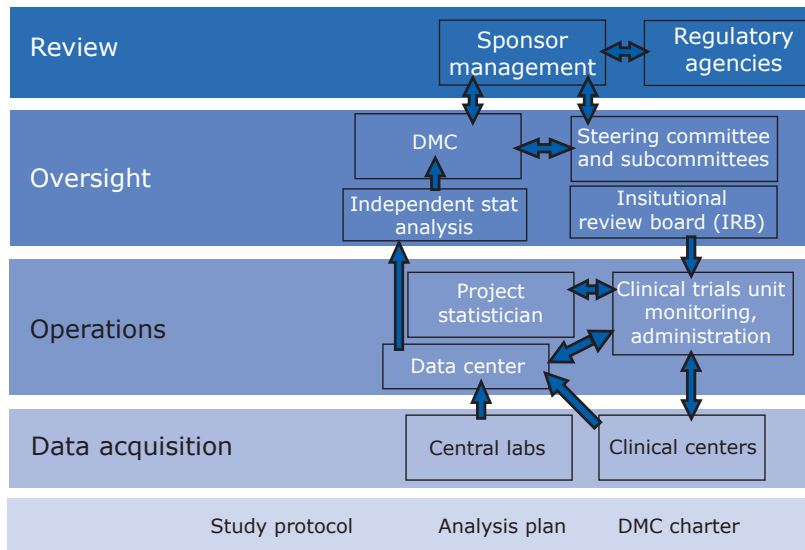 Review
Sponsor
management
Regulatory
agencies
Oversight
DMC
Steering committee
and subcommittees
Independent stat
analysis
Insitutional
review board (IRB)
Operations
Project
statistician
Clinical trials unit
monitoring,
administration
Data center
Data acquisition
Central labs
Clinical centers
Study protocol
Analysis plan
DMC charter